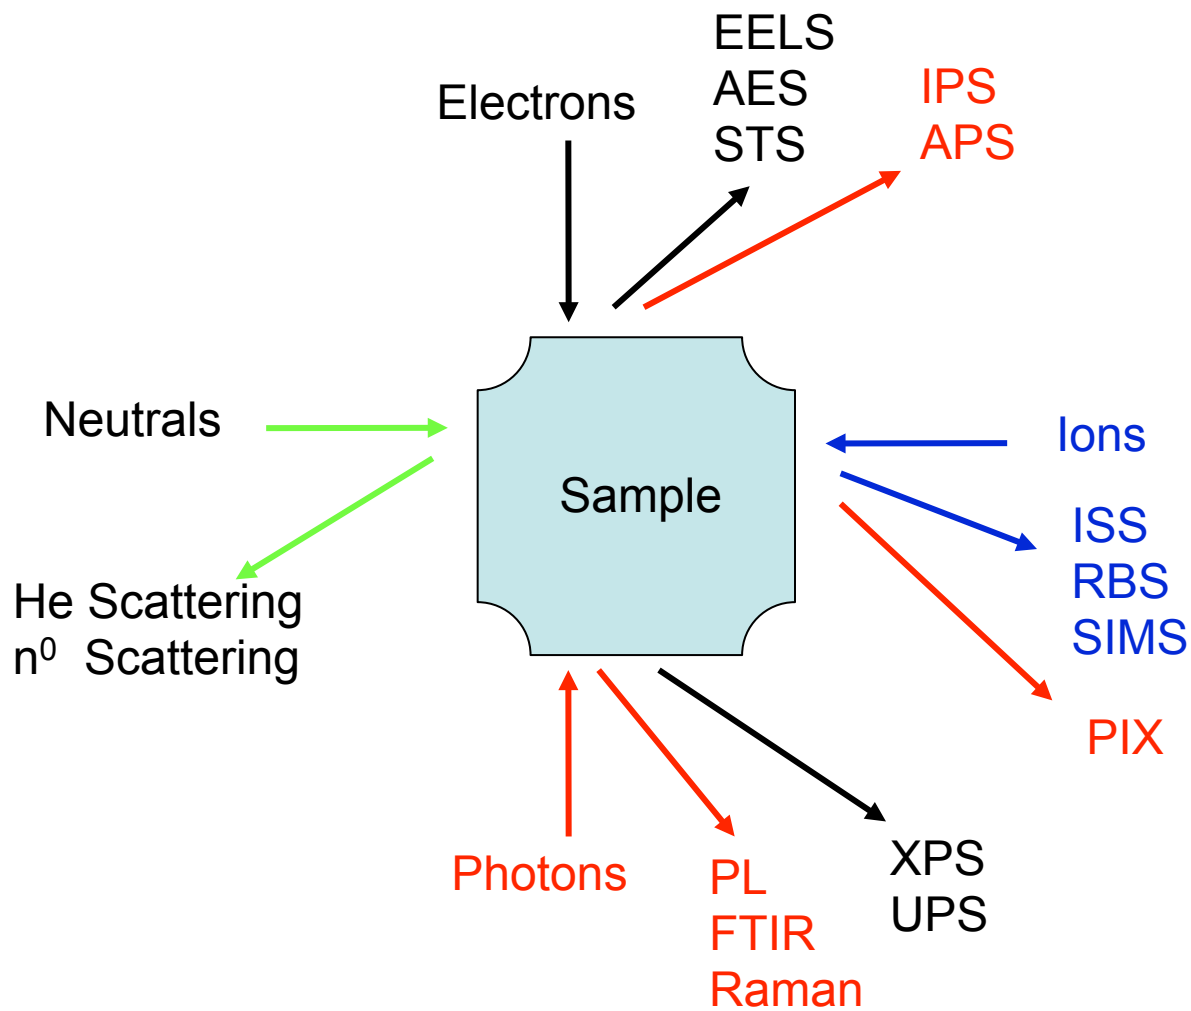 EELS
AES
STS
IPS
APS
Electrons
Neutrals
Ions
Sample
ISS
RBS
SIMS
He Scattering
n⁰ Scattering
PIX
Photons
PL
FTIR
Raman
XPS
UPS